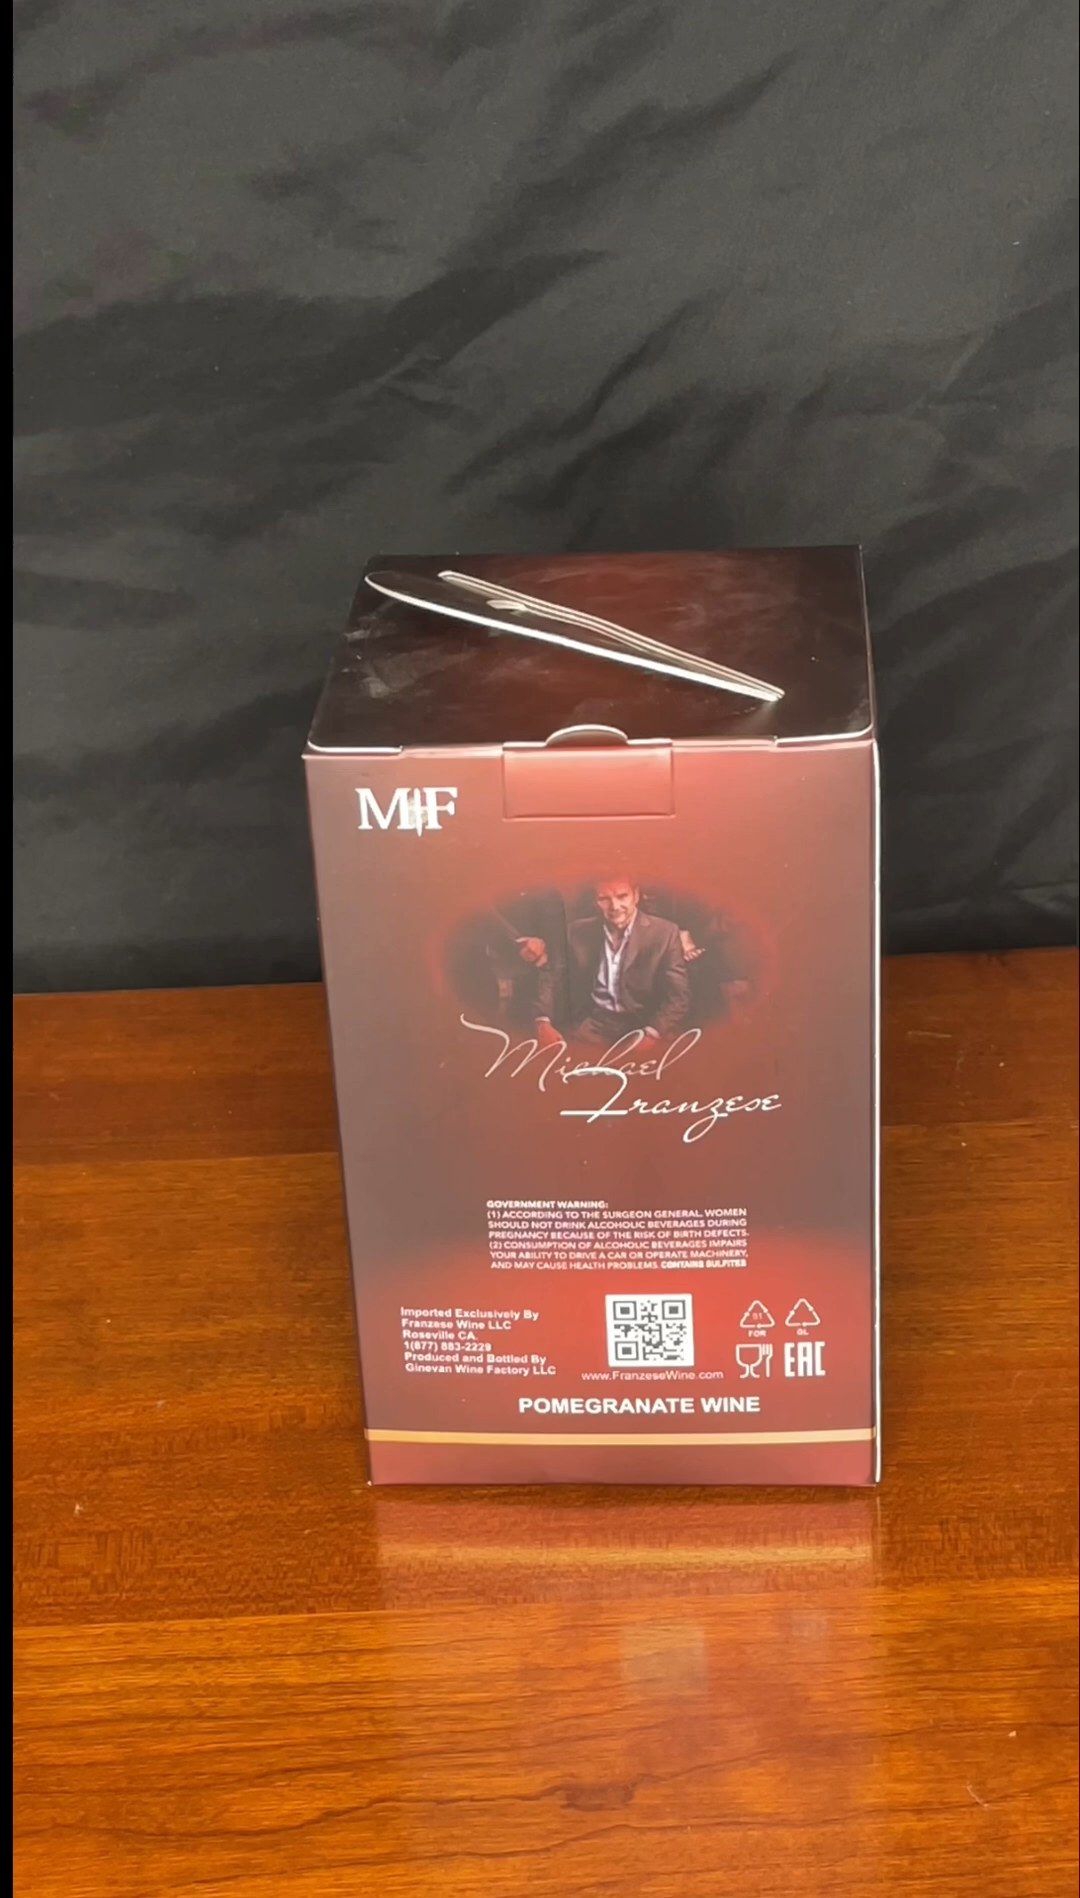 MF
Michael
Franzese
GOVERNMENT WARNING:
(1) ACCORDING TO THE SURGEON GENERAL, WOMEN
SHOULD NOT DRINK ALCOHOLIC BEVERAGES DURING
PREGNANCY BECAUSE OF THE RISK OF BIRTH DEFECTS.
(2) CONSUMPTION OF ALCOHOLIC BEVERAGES IMPAIRS
YOUR ABILITY TO DRIVE A CAR OR OPERATE MACHINERY,
AND MAY CAUSE HEALTH PROBLEMS. CONTAINS SULFITES
Imported Exclusively By
Franzese Wine LLC
Roseville CA.
1(877) 883-2229
Produced and Bottled By
Ginevan Wine Factory LLC
www.FranzeseWine.com
51
FOR
GL
EAC
POMEGRANATE WINE